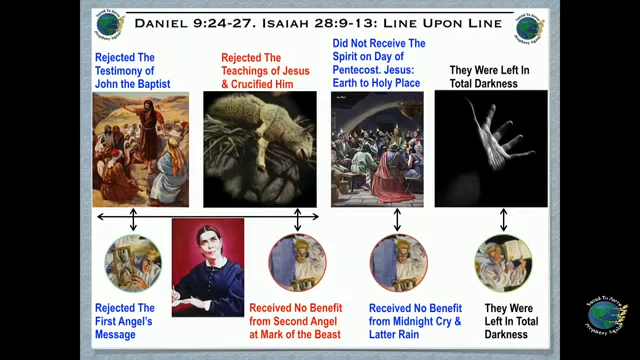 Daniel 9:24-27. Isaiah 28:9-13: Line Upon Line
Rejected The
Testimony of
John the Baptist
Rejected The
Teachings of Jesus
& Crucified Him
Did Not Receive The
Spirit on Day of
Pentecost. Jesus:
Earth to Holy Place
They Were Left In
Total Darkness
Rejected The
First Angel's
Message
Received No Benefit
from Second Angel
at Mark of the Beast
Received No Benefit
from Midnight Cry &
Latter Rain
They Were
Left In Total
Darkness